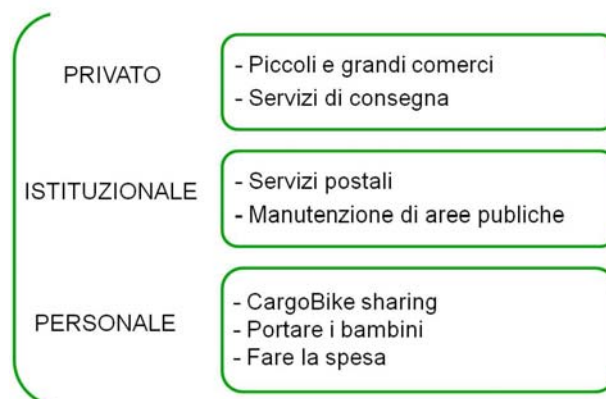 PRIVATO
- Piccoli e grandi comerci
- Servizi di consegna
ISTITUZIONALE
- Servizi postali
- Manutenzione di aree publiche
PERSONALE
- CargoBike sharing
- Portare i bambini
- Fare la spesa